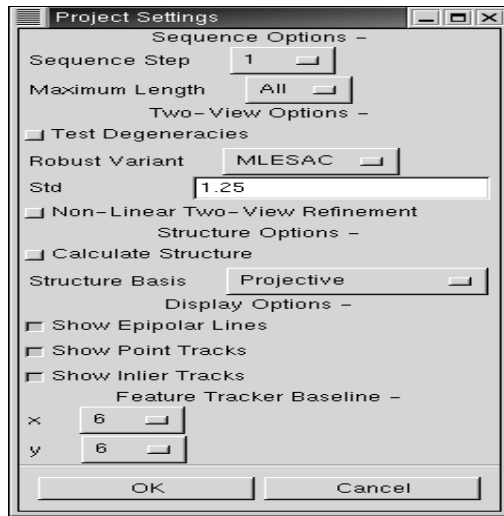 Project Settings
Sequence Options -
Sequence Step 1
Maximum Length All
Two-View Options -
Test Degeneracies
Robust Variant MLESAC
Std 1.25
Non-Linear Two-View Refinement
Structure Options -
Calculate Structure
Structure Basis Projective
Display Options -
Show Epipolar Lines
Show Point Tracks
Show Inlier Tracks
Feature Tracker Baseline -
x 6
y 6
OK Cancel